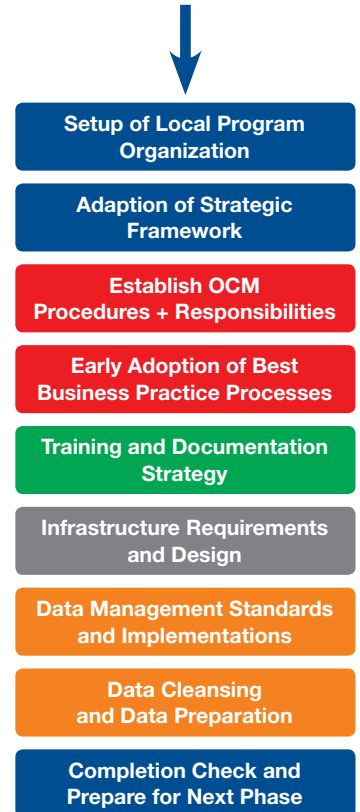 Setup of Local Program
Organization
Adaption of Strategic
Framework
Establish OCM
Procedures + Responsibilities
Early Adoption of Best
Business Practice Processes
Training and Documentation
Strategy
Infrastructure Requirements
and Design
Data Management Standards
and Implementations
Data Cleansing
and Data Preparation
Completion Check and
Prepare for Next Phase